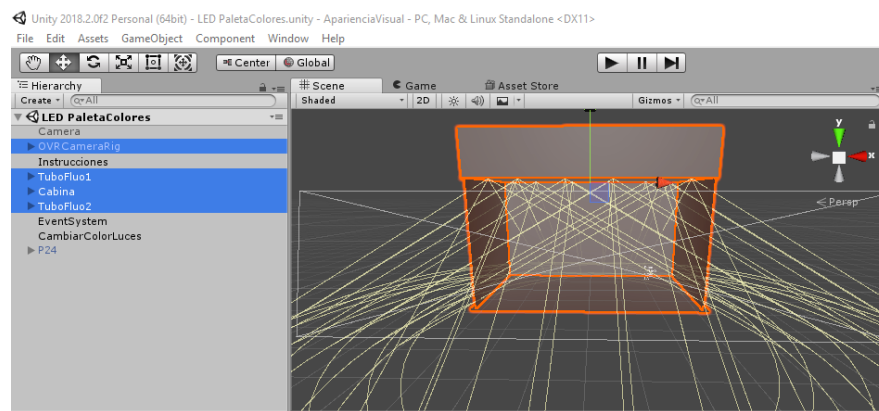 Unity 2018.2.0f2 Personal (64bit) - LED PaletaColores.unity - AparienciaVisual - PC, Mac & Linux Standalone <DX11>
File Edit Assets GameObject Component Window Help
Center Global
Hierarchy # Scene Game Asset Store
Create Q▾All Shaded 2D Gizmos Q▾All
LED PaletaColores
Camera
OVRCameraRig
Instrucciones
TuboFluo1
Cabina
TuboFluo2
EventSystem
CambiarColorLuces
P24
y
x
Persp